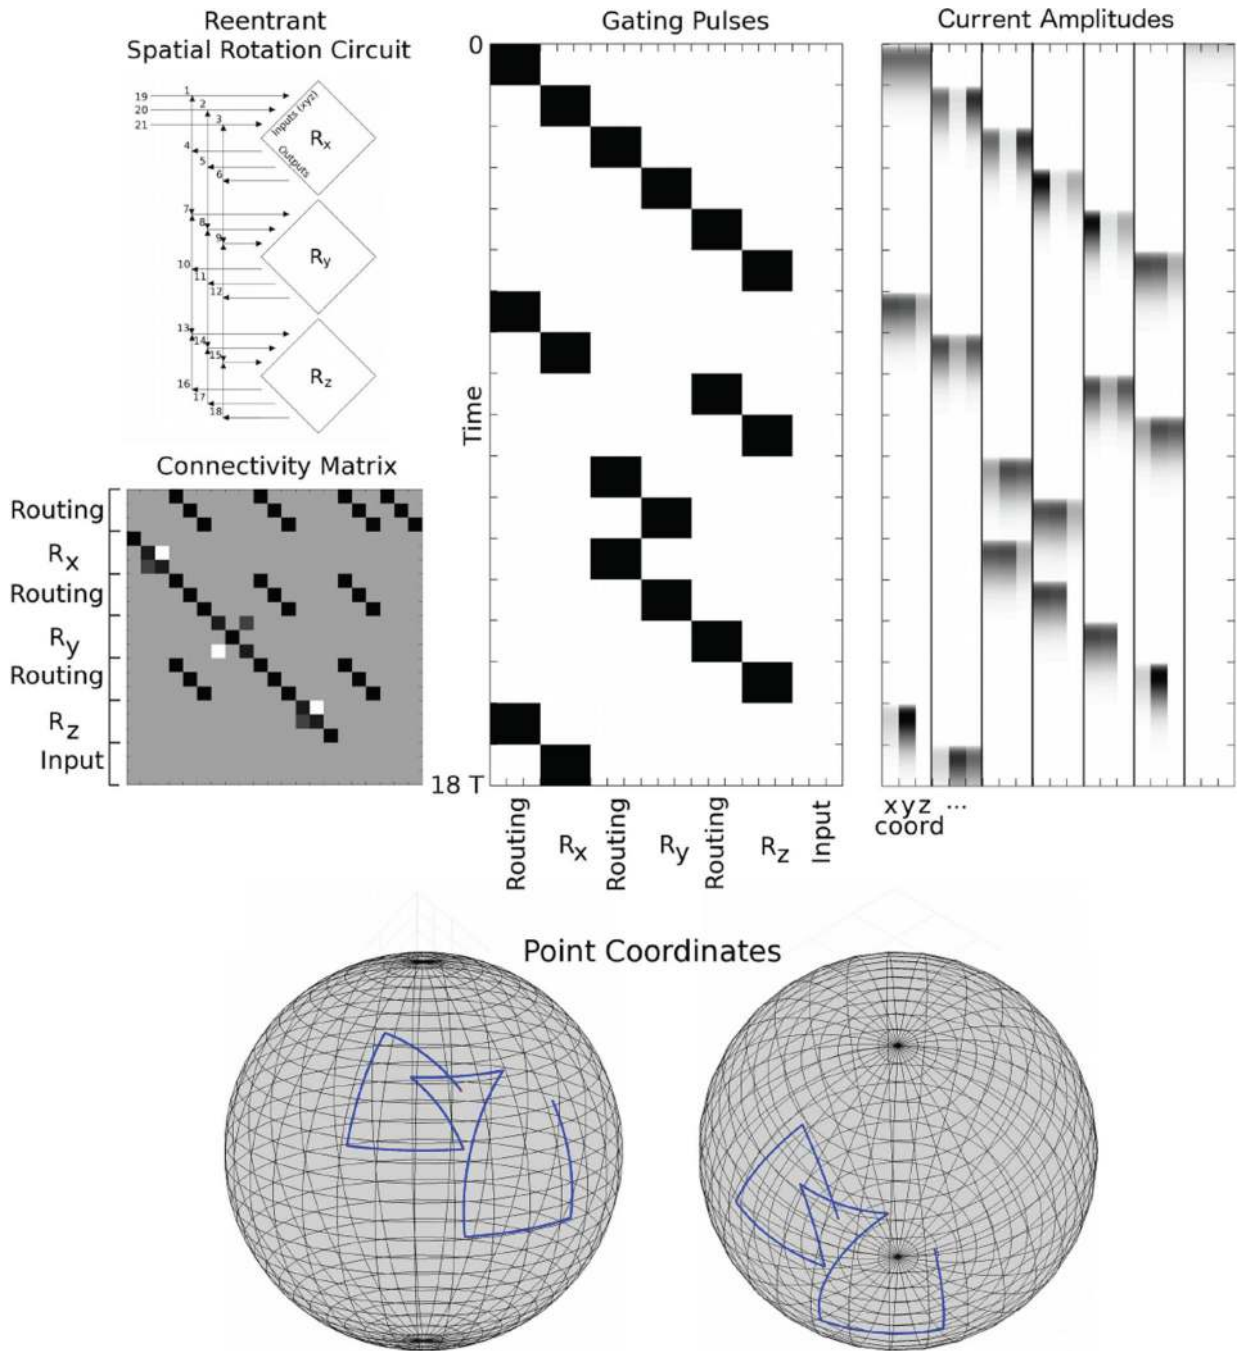 Reentrant
Spatial Rotation Circuit
19
20
21
1
2
3
Inputs (xyz)
Rx
Outputs
4
5
6
7
8
9
Ry
10
11
12
13
14
15
Rz
16
17
18
Connectivity Matrix
Routing
Rx
Routing
Ry
Routing
Rz
Input
Gating Pulses
0
Time
18 T
Routing
Rx
Routing
Ry
Routing
Rz
Input
Current Amplitudes
x y z ...
coord
Point Coordinates